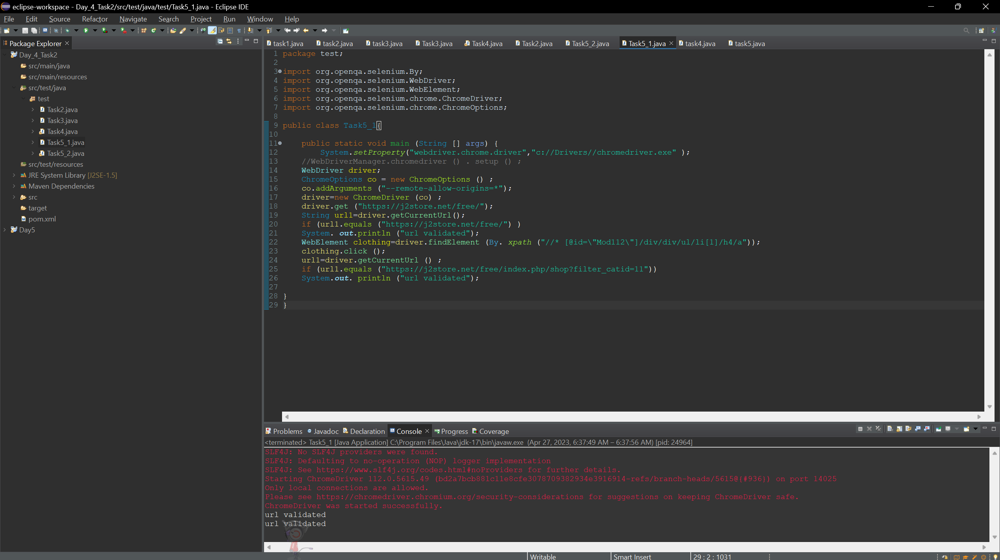 eclipse-workspace - Day_4_Task2/src/test/java/test/Task5_1.java - Eclipse IDE
File Edit Source Refactor Navigate Search Project Run Window Help
Package Explorer
Day_4_Task2
src/main/java
src/main/resources
src/test/java
test
Task2.java
Task3.java
Task4.java
Task5_1.java
Task5_2.java
src/test/resources
JRE System Library [J2SE-1.5]
Maven Dependencies
src
target
pom.xml
Day5
task1.java task2.java task3.java Task3.java Task4.java Task2.java Task5_2.java Task5_1.java task4.java task5.java
1 package test;
2
3 import org.openqa.selenium.By;
4 import org.openqa.selenium.WebDriver;
5 import org.openqa.selenium.WebElement;
6 import org.openqa.selenium.chrome.ChromeDriver;
7 import org.openqa.selenium.chrome.ChromeOptions;
8
9 public class Task5_1{
10
11 public static void main (String [] args) {
12 System.setProperty("webdriver.chrome.driver","c://Drivers//chromedriver.exe" );
13 //WebDriverManager.chromedriver () . setup () ;
14 WebDriver driver;
15 ChromeOptions co = new ChromeOptions () ;
16 co.addArguments ("--remote-allow-origins=*");
17 driver=new ChromeDriver (co) ;
18 driver.get ("https://j2store.net/free/");
19 String url1=driver.getCurrentUrl();
20 if (url1.equals ("https://j2store.net/free/") )
21 System. out.println ("url validated");
22 WebElement clothing=driver.findElement (By. xpath ("//* [@id=\"Mod112\"]/div/div/ul/li[1]/h4/a"));
23 clothing.click ();
24 url1=driver.getCurrentUrl () ;
25 if (url1.equals ("https://j2store.net/free/index.php/shop?filter_catid=11"))
26 System.out. println ("url validated");
27
28 }
29 }
Problems Javadoc Declaration Console Progress Coverage
<terminated> Task5_1 [Java Application] C:\Program Files\Java\jdk-17\bin\javaw.exe (Apr 27, 2023, 6:37:49 AM – 6:37:56 AM) [pid: 24964]
SLF4J: No SLF4J providers were found.
SLF4J: Defaulting to no-operation (NOP) logger implementation
SLF4J: See https://www.slf4j.org/codes.html#noProviders for further details.
Starting ChromeDriver 112.0.5615.49 (bd2a7bcb881c11e8cfe3078709382934e3916914-refs/branch-heads/5615@{#936}) on port 14025
Only local connections are allowed.
Please see https://chromedriver.chromium.org/security-considerations for suggestions on keeping ChromeDriver safe.
ChromeDriver was started successfully.
url validated
url validated
Writable Smart Insert 29 : 2 : 1031